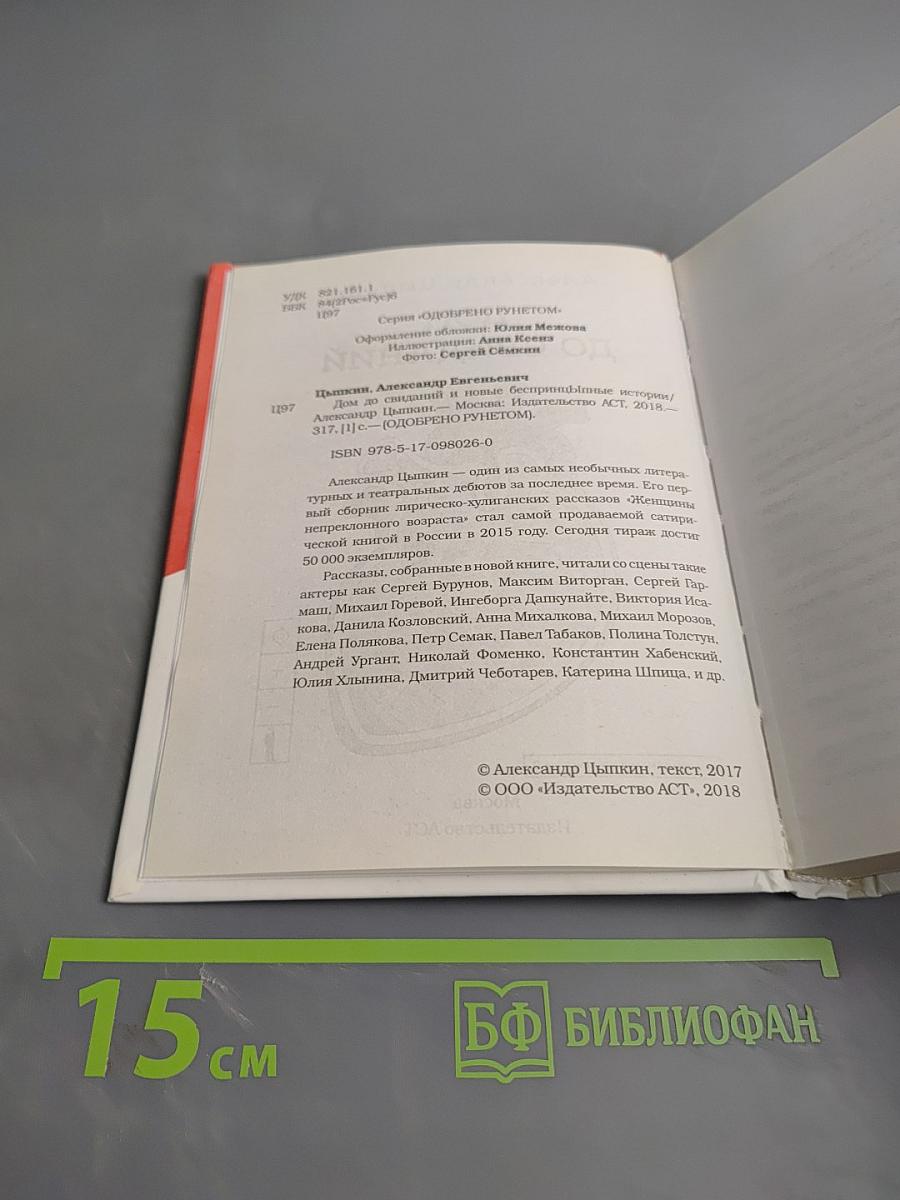 УДК 821.161.1
ББК 84(2Рос=Рус)6
Ц97
Серия «ОДОБРЕНО РУНЕТОМ»
Оформление обложки: Юлия Межова
Иллюстрация: Анна Ксенз
Фото: Сергей Сёмкин
Цыпкин, Александр Евгеньевич
Ц97 Дом до свиданий и новые беспринцЫпные истории/
Александр Цыпкин.— Москва: Издательство АСТ, 2018.—
317, [1] с.— (ОДОБРЕНО РУНЕТОМ).
ISBN 978-5-17-098026-0
Александр Цыпкин — один из самых необычных литера-
турных и театральных дебютов за последнее время. Его пер-
вый сборник лирическо-хулиганских рассказов «Женщины
непреклонного возраста» стал самой продаваемой сатири-
ческой книгой в России в 2015 году. Сегодня тираж достиг
50 000 экземпляров.
Рассказы, собранные в новой книге, читали со сцены такие
актеры как Сергей Бурунов, Максим Виторган, Сергей Гар-
маш, Михаил Горевой, Ингеборга Дапкунайте, Виктория Иса-
кова, Данила Козловский, Анна Михалкова, Михаил Морозов,
Елена Полякова, Петр Семак, Павел Табаков, Полина Толстун,
Андрей Ургант, Николай Фоменко, Константин Хабенский,
Юлия Хлынина, Дмитрий Чеботарев, Катерина Шпица, и др.
© Александр Цыпкин, текст, 2017
© ООО «Издательство АСТ», 2018
15 см
БФ БИБЛИОФАН